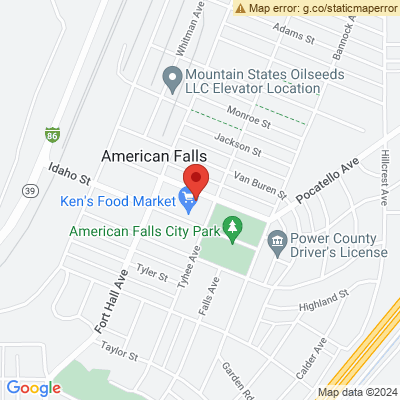 Map error: g.co/staticmaperror
Adams St
Whitman Ave
Bannock Ave
Mountain States Oilseeds
LLC Elevator Location
Monroe St
86
Jackson St
American Falls
Idaho St
Van Buren St
Pocatello Ave
Hillcrest Ave
39
Ken's Food Market
American Falls City Park
Power County
Driver's License
Tyhee Ave
Tyler St
Fort Hall Ave
Falls Ave
Highland St
Taylor St
Calder Ave
Garden Rd
Google
Map data ©2024